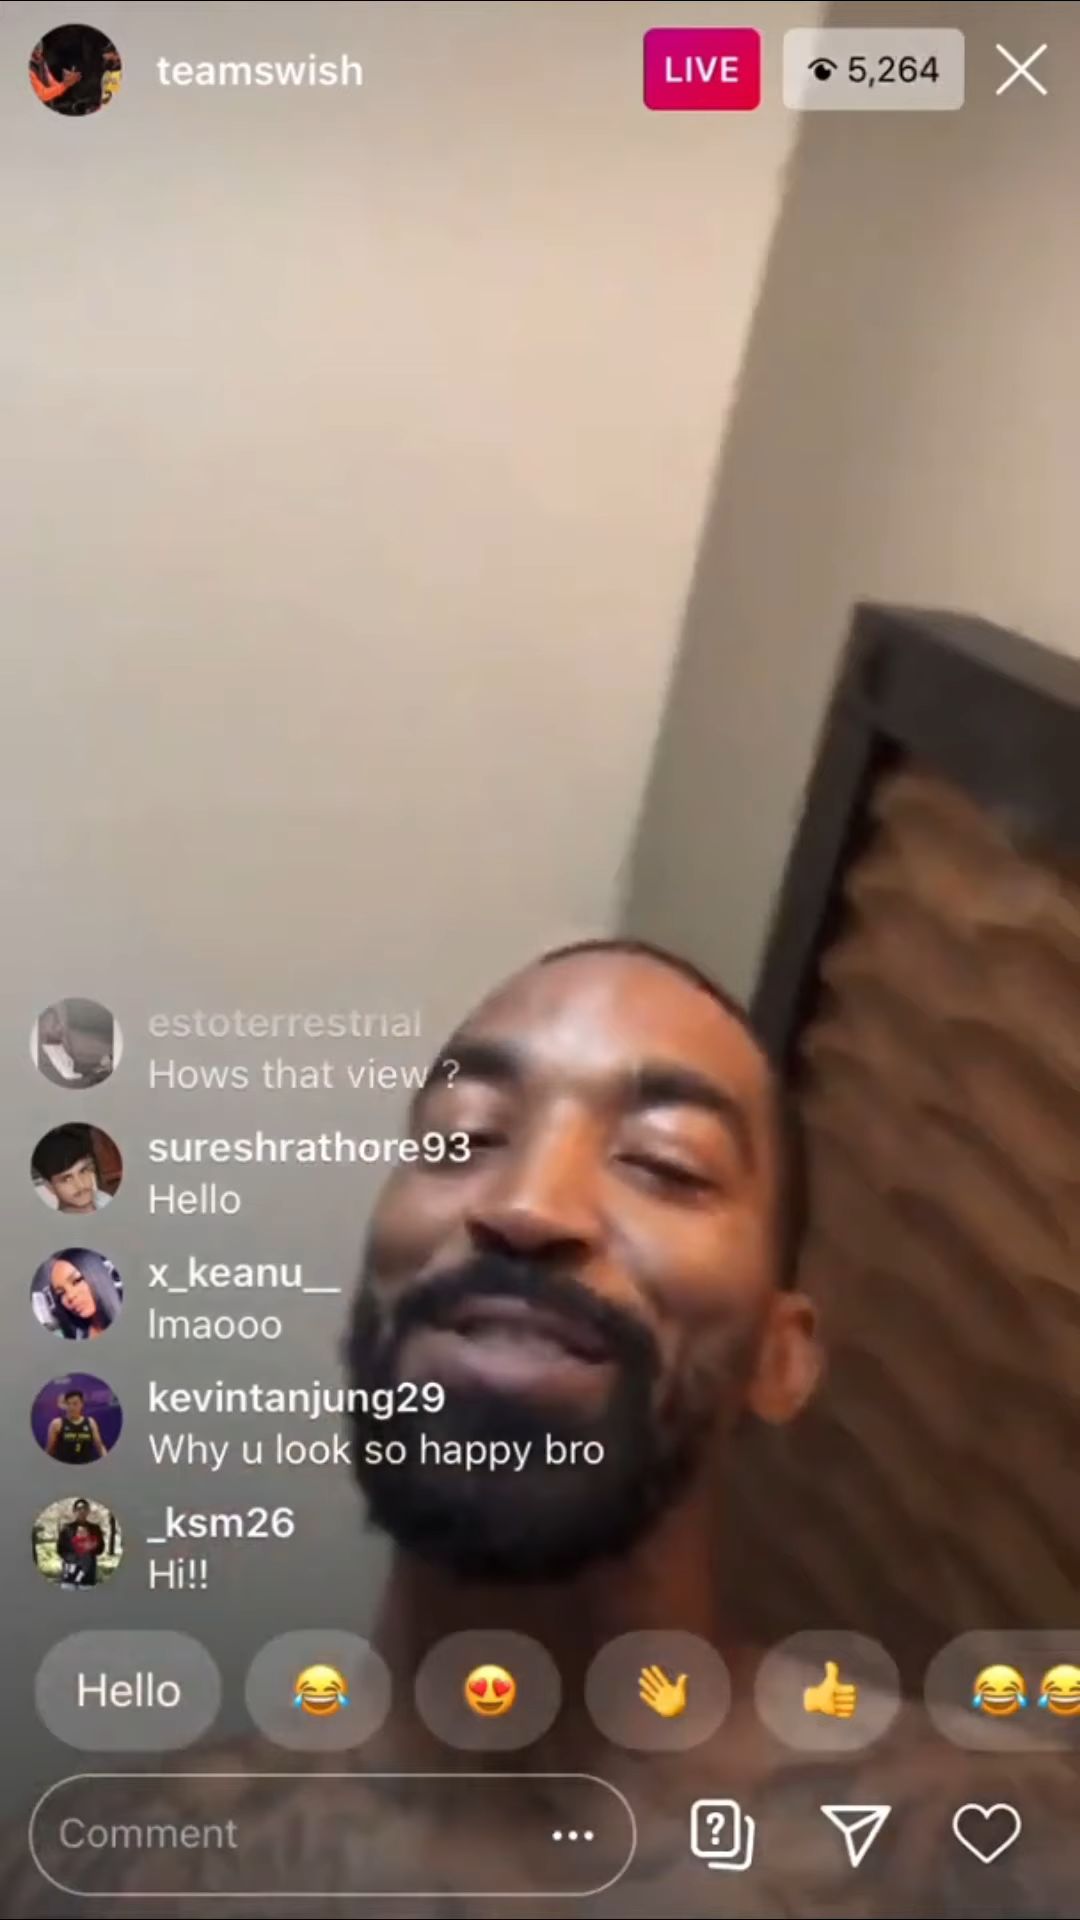 teamswish
LIVE
5,264
estoterrestrial
Hows that view ?
sureshrathore93
Hello
x_keanu__
lmaooo
kevintanjung29
Why u look so happy bro
_ksm26
Hi!!
Hello
Comment